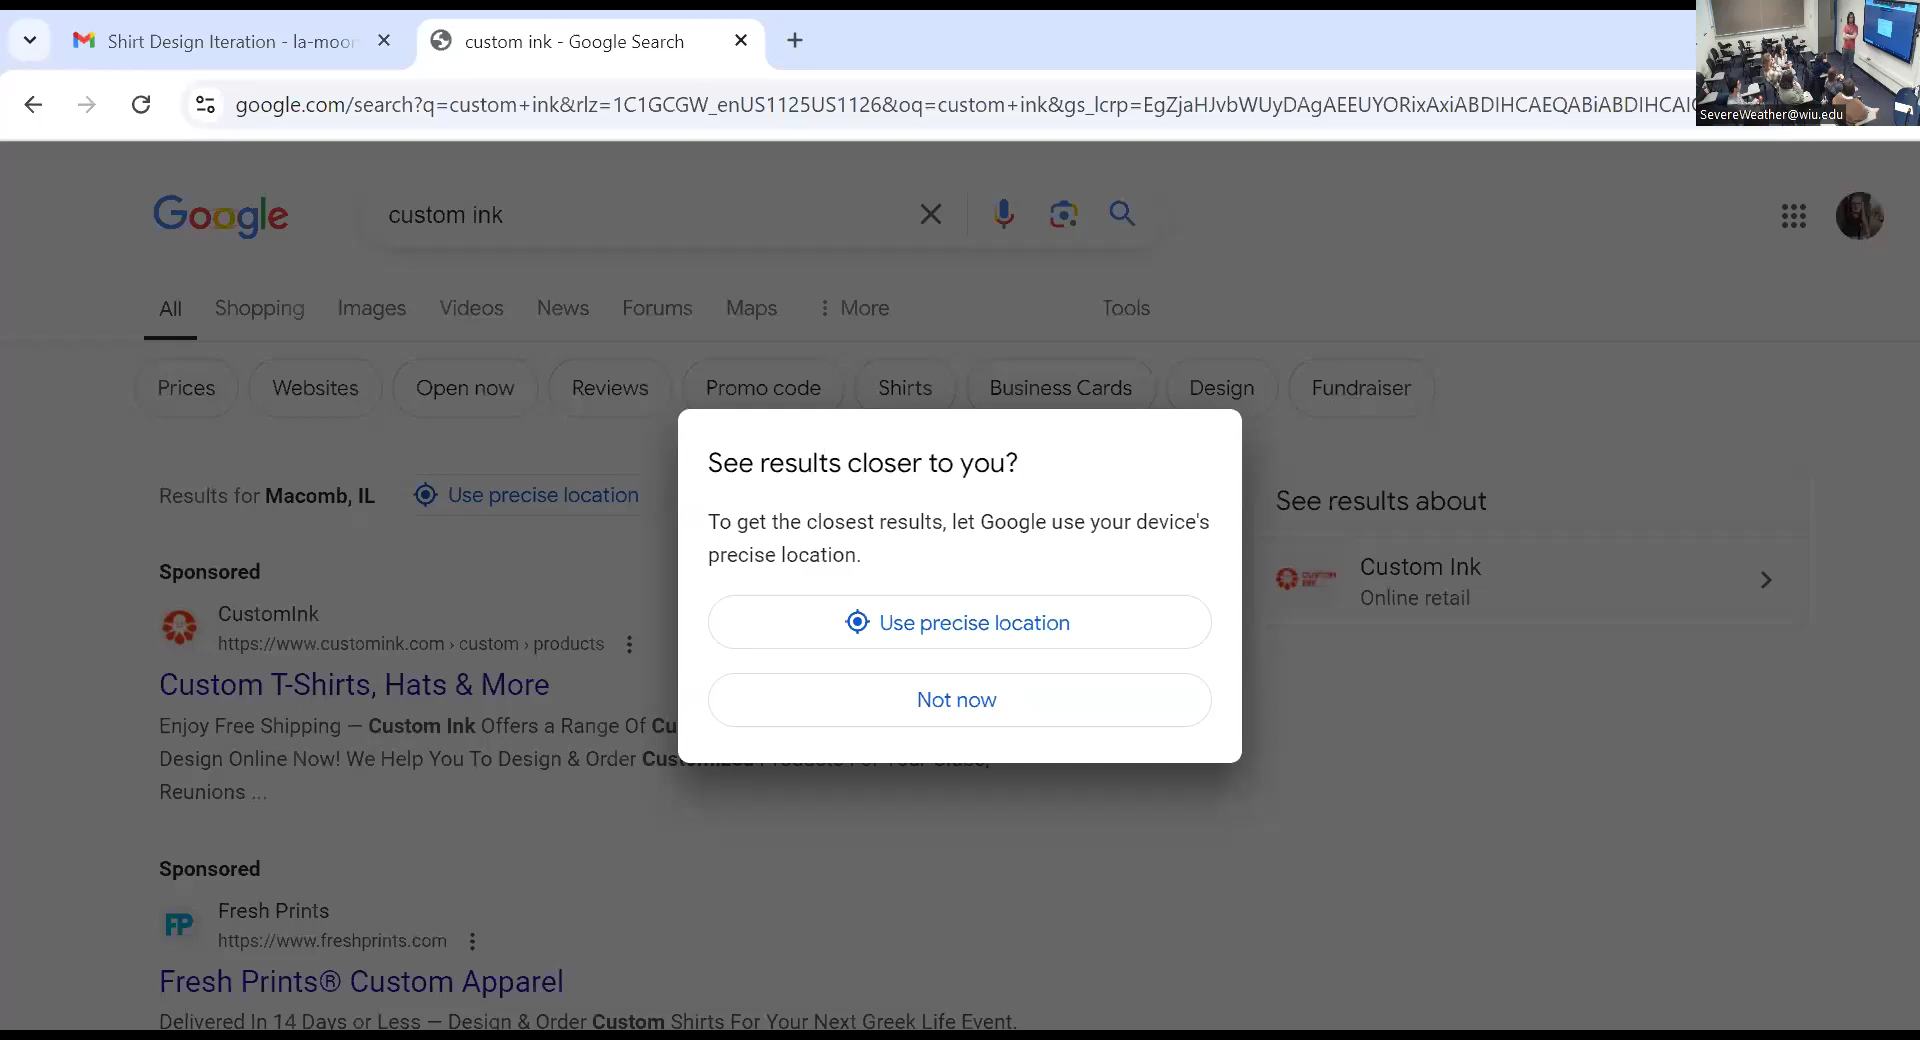 Shirt Design Iteration - la-moor
custom ink - Google Search
google.com/search?q=custom+ink&rlz=1C1GCGW_enUS1125US1126&oq=custom+ink&gs_lcrp=EgZjaHJvbWUyDAgAEEUYORixAxiABDIHCAEQABiABDIHCAI
SevereWeather@wiu.edu
Google
custom ink
All
Shopping
Images
Videos
News
Forums
Maps
More
Tools
Prices
Websites
Open now
Reviews
Promo code
Shirts
Business Cards
Design
Fundraiser
See results closer to you?
To get the closest results, let Google use your device's
precise location.
Use precise location
Not now
Results for Macomb, IL
Use precise location
See results about
Custom Ink
Online retail
Sponsored
CustomInk
https://www.customink.com › custom › products
Custom T-Shirts, Hats & More
Enjoy Free Shipping — Custom Ink Offers a Range Of Cu
Design Online Now! We Help You To Design & Order Customized Products For Your Clubs,
Reunions ...
Sponsored
FP
Fresh Prints
https://www.freshprints.com
Fresh Prints® Custom Apparel
Delivered In 14 Days or Less — Design & Order Custom Shirts For Your Next Greek Life Event.